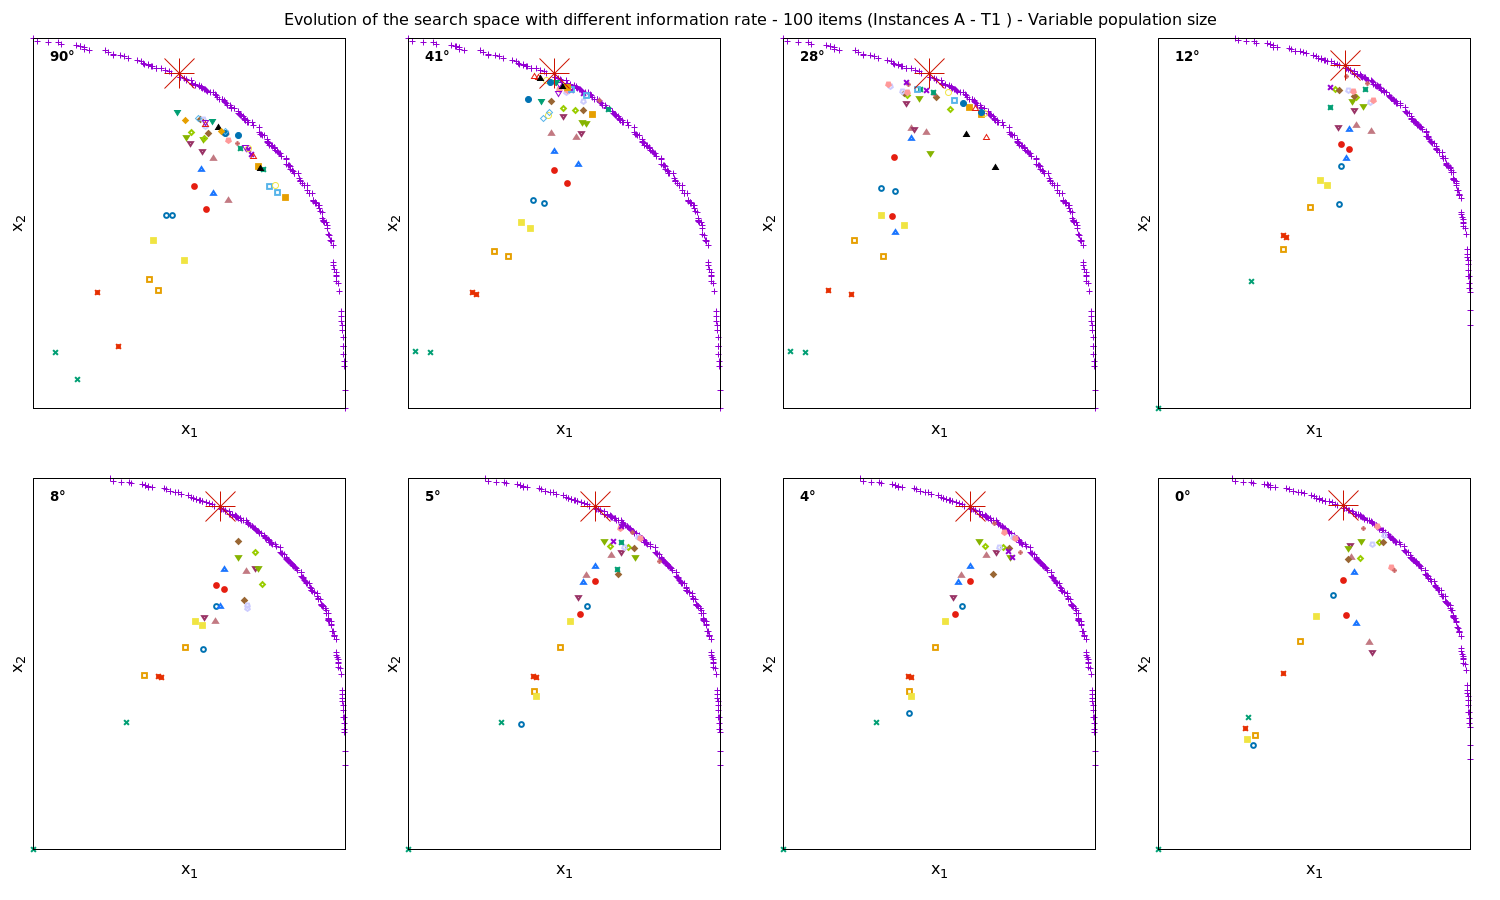 Evolution of the search space with different information rate - 100 items (Instances A - T1 ) - Variable population size
90°
41°
28°
12°
x2
x2
x2
x2
x1
x1
x1
x1
8°
5°
4°
0°
x2
x2
x2
x2
x1
x1
x1
x1